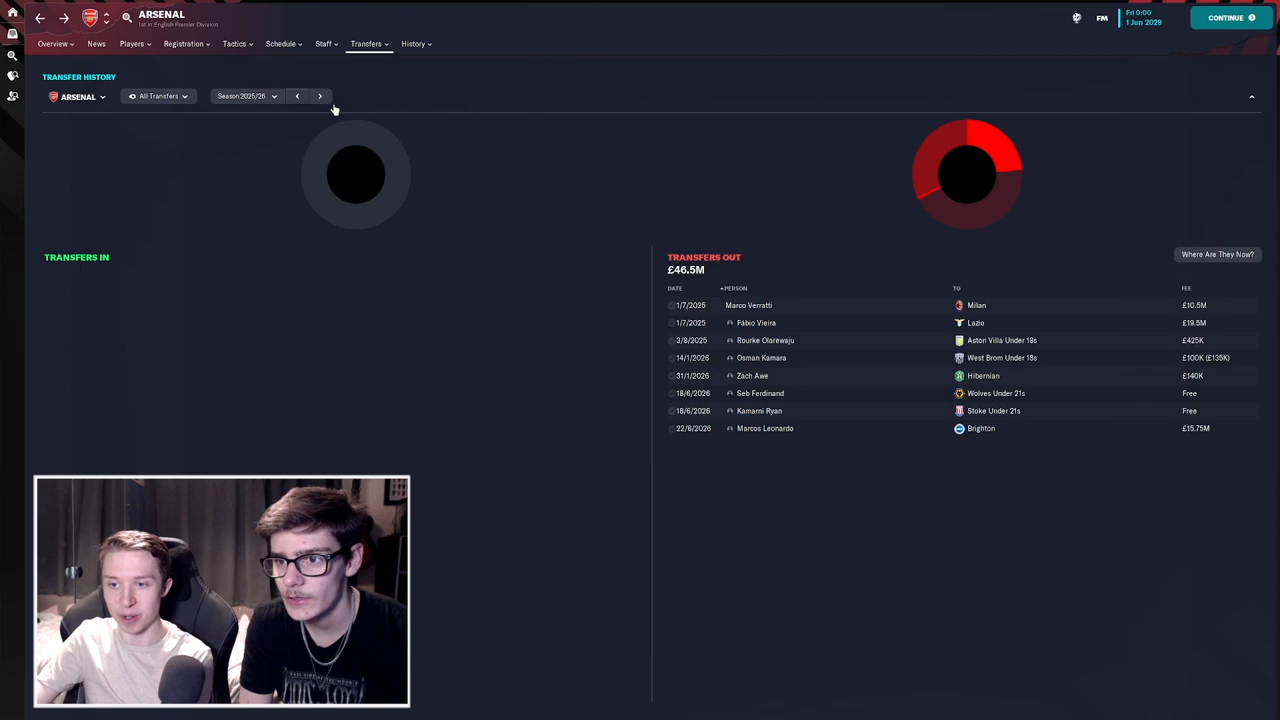 ARSENAL
1st in English Premier Division
FM
Fri 0:00
1 Jun 2029
CONTINUE
Overview
News
Players
Registration
Tactics
Schedule
Staff
Transfers
History
TRANSFER HISTORY
ARSENAL
All Transfers
Season 2025/26
TRANSFERS IN
TRANSFERS OUT
£46.5M
Where Are They Now?
DATE PERSON TO FEE
1/7/2025 Marco Verratti Milan £10.5M
1/7/2025 Fábio Vieira Lazio £19.5M
3/8/2025 Rourke Olarewaju Aston Villa Under 18s £425K
14/1/2026 Osman Kamara West Brom Under 18s £100K (£135K)
31/1/2026 Zach Awe Hibernian £140K
18/6/2026 Seb Ferdinand Wolves Under 21s Free
18/6/2026 Kamarni Ryan Stoke Under 21s Free
22/6/2026 Marcos Leonardo Brighton £15.75M